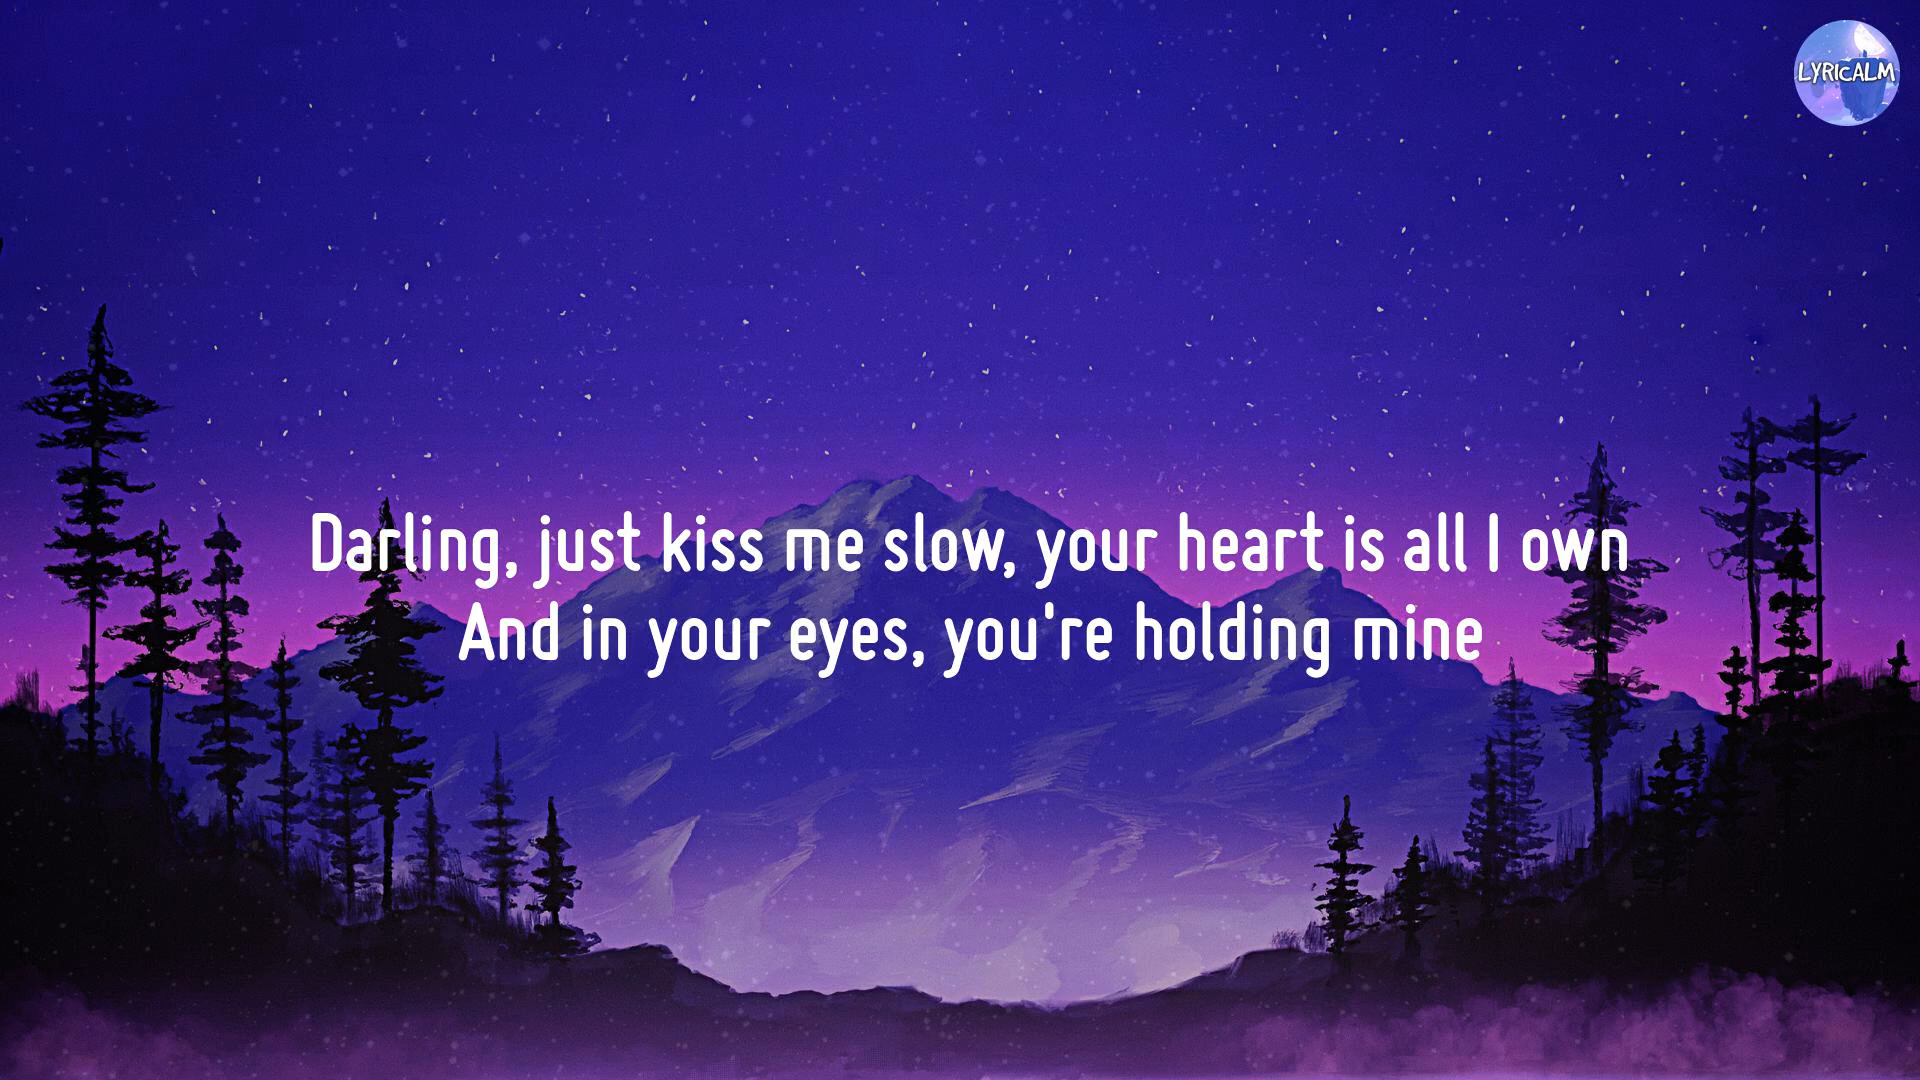 LYRICALM
Darling, just kiss me slow, your heart is all I own
And in your eyes, you're holding mine